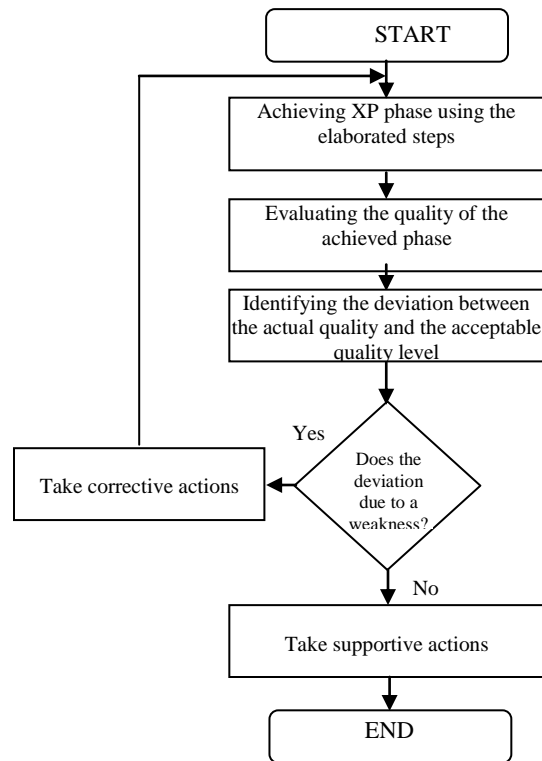 START
Achieving XP phase using the
elaborated steps
Evaluating the quality of the
achieved phase
Identifying the deviation between
the actual quality and the acceptable
quality level
Yes
Does the
deviation
due to a
weakness?
Take corrective actions
No
Take supportive actions
END